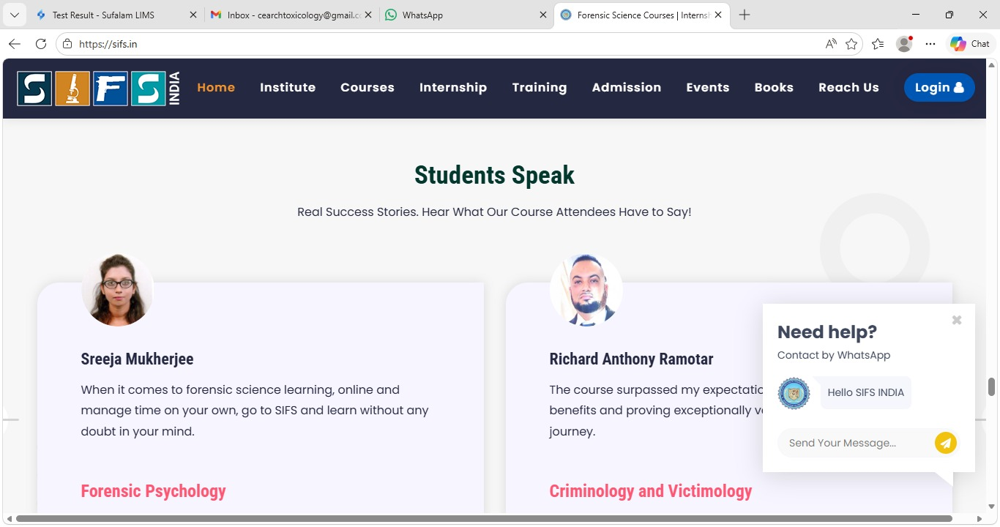 Test Result - Sufalam LIMS
Inbox - cearchtoxicology@gmail.cc
WhatsApp
Forensic Science Courses | Interns
https://sifs.in
Chat
SIFS INDIA
Home
Institute
Courses
Internship
Training
Admission
Events
Books
Reach Us
Login
Students Speak
Real Success Stories. Hear What Our Course Attendees Have to Say!
Sreeja Mukherjee
When it comes to forensic science learning, online and
manage time on your own, go to SIFS and learn without any
doubt in your mind.
Forensic Psychology
Richard Anthony Ramotar
The course surpassed my
benefits and proving exceptionally
journey.
Criminology and Victimology
Need help?
Contact by WhatsApp
Hello SIFS INDIA
Send Your Message...